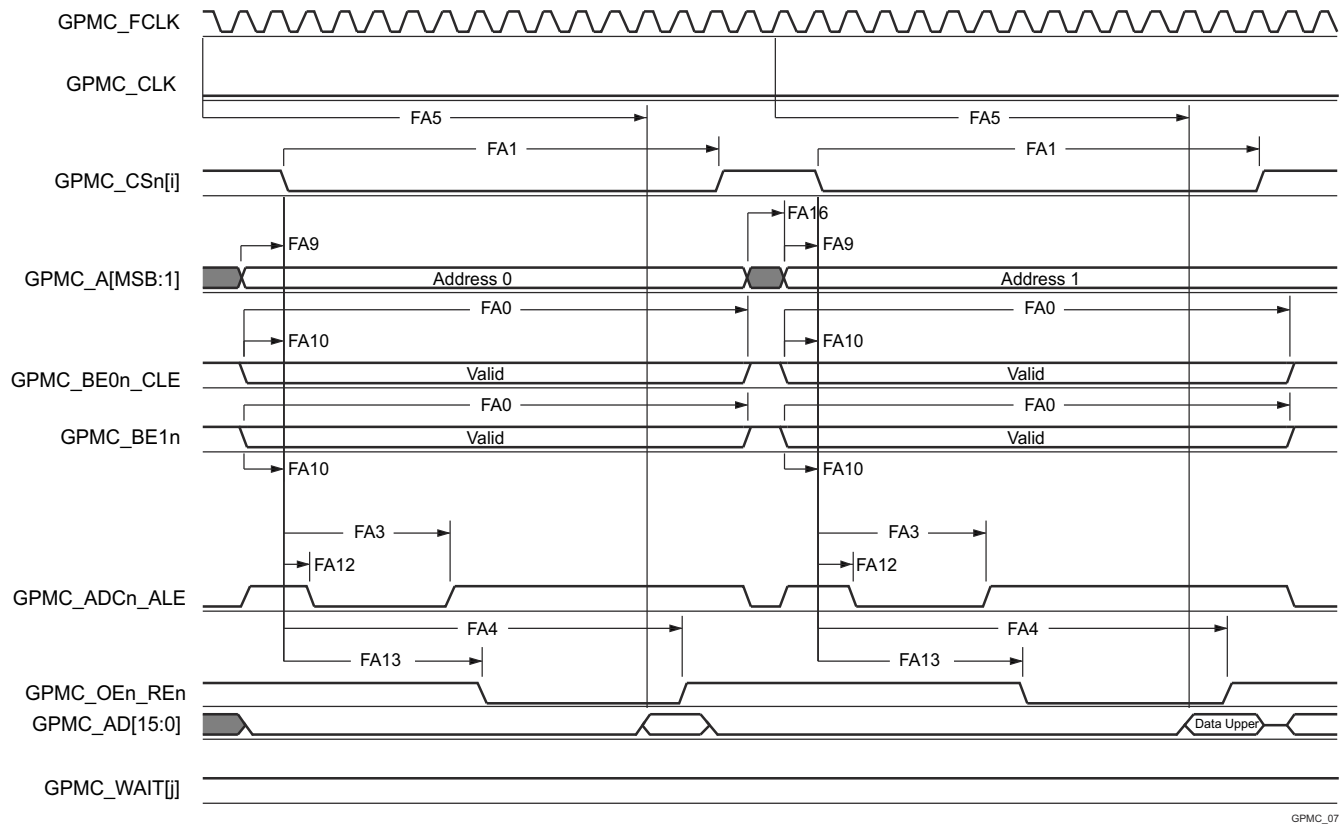 GPMC_FCLK
GPMC_CLK
FA5 FA5
FA1 FA1
GPMC_CSn[i]
FA16
FA9 FA9
GPMC_A[MSB:1] Address 0 Address 1
FA0 FA0
FA10 FA10
GPMC_BE0n_CLE Valid Valid
FA0 FA0
GPMC_BE1n Valid Valid
FA10 FA10
FA3 FA3
FA12 FA12
GPMC_ADCn_ALE
FA4 FA4
FA13 FA13
GPMC_OEn_REn
GPMC_AD[15:0] Data Upper
GPMC_WAIT[j]
GPMC_07